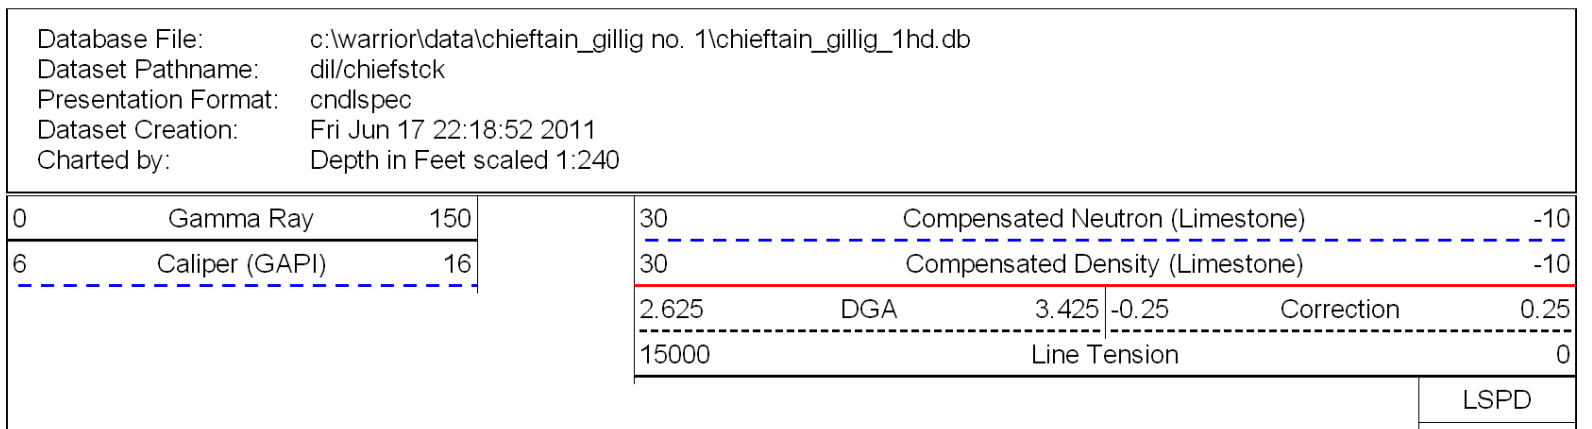 Database File: c:\warrior\data\chieftain_gillig no. 1\chieftain_gillig_1hd.db
Dataset Pathname: dil/chiefstck
Presentation Format: cndlspec
Dataset Creation: Fri Jun 17 22:18:52 2011
Charted by: Depth in Feet scaled 1:240
0 Gamma Ray 150 30 Compensated Neutron (Limestone) -10
6 Caliper (GAPI) 16 30 Compensated Density (Limestone) -10
2.625 DGA 3.425 -0.25 Correction 0.25
15000 Line Tension 0
LSPD